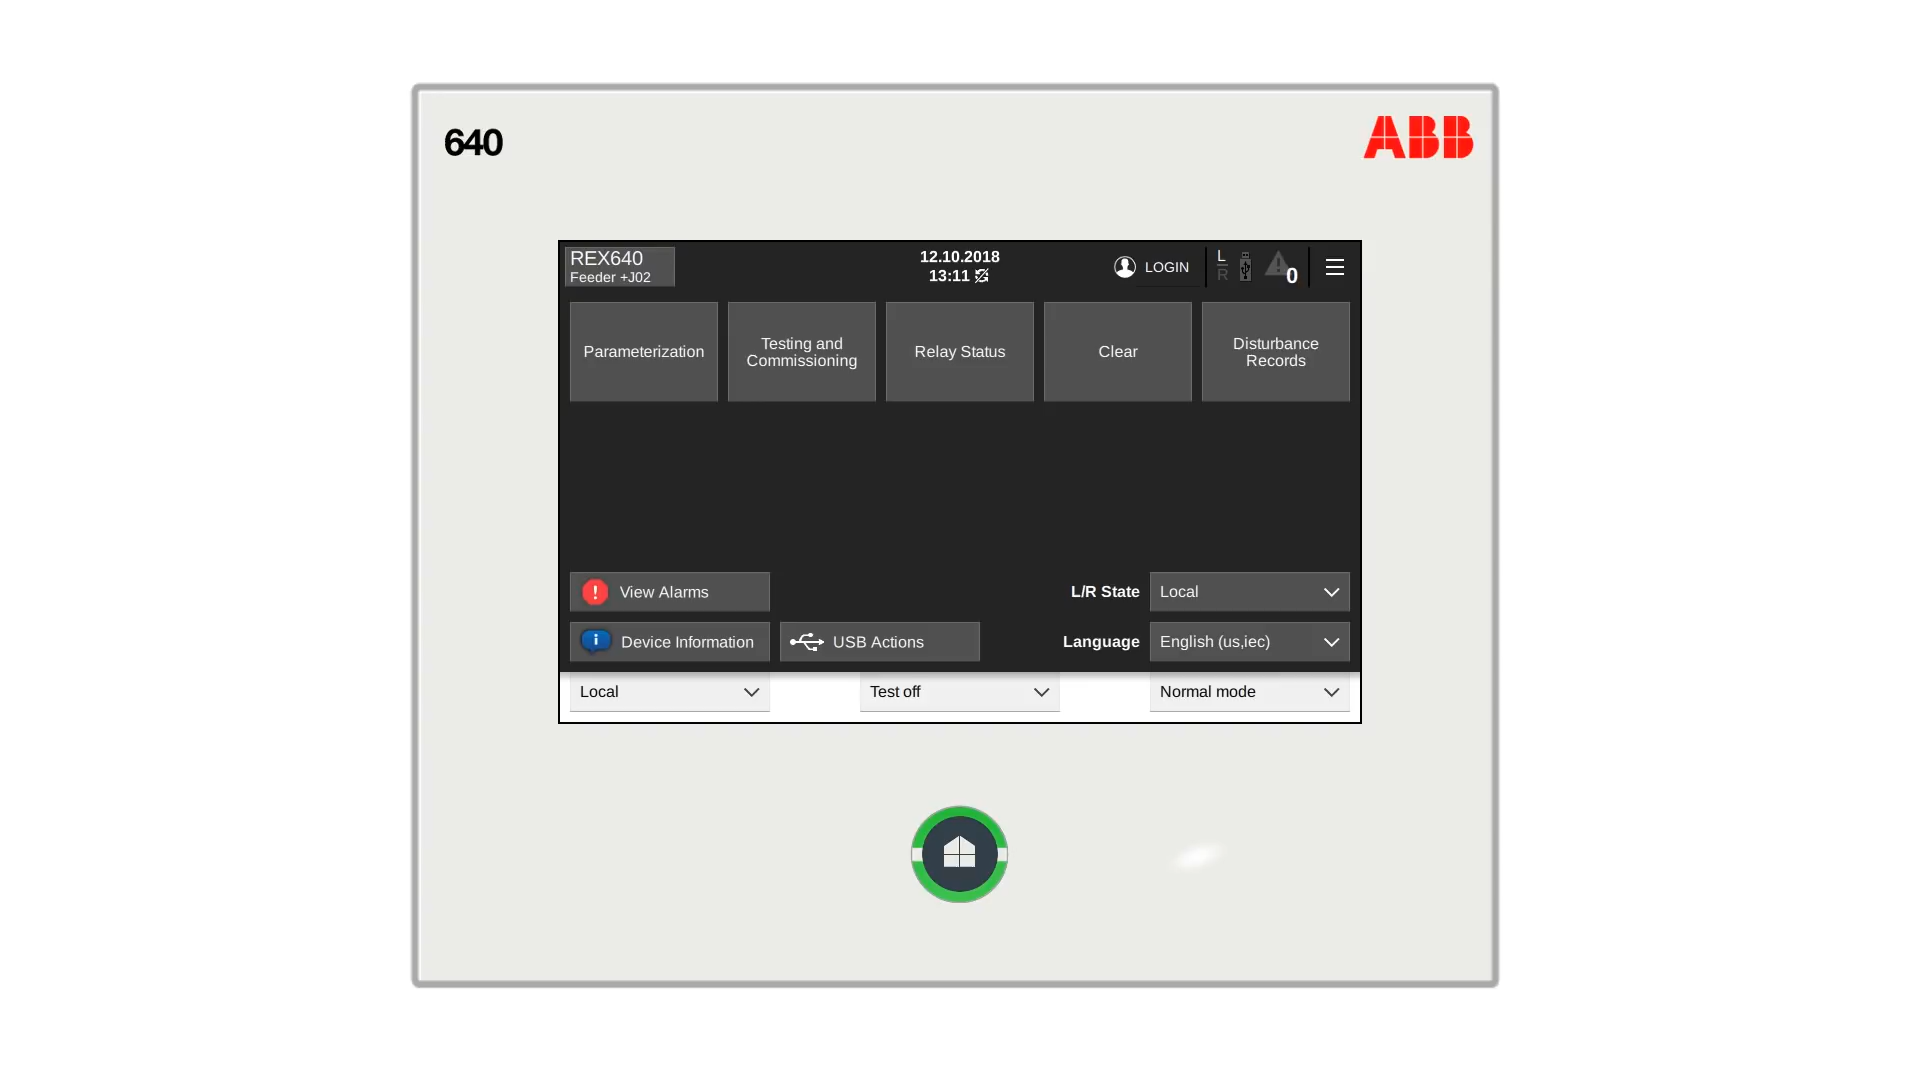 640
ABB
REX640
Feeder +J02
12.10.2018
13:11
LOGIN
L
R
0
Parameterization
Testing and
Commissioning
Relay Status
Clear
Disturbance
Records
View Alarms
L/R State
Local
Device Information
USB Actions
Language
English (us,iec)
Local
Test off
Normal mode